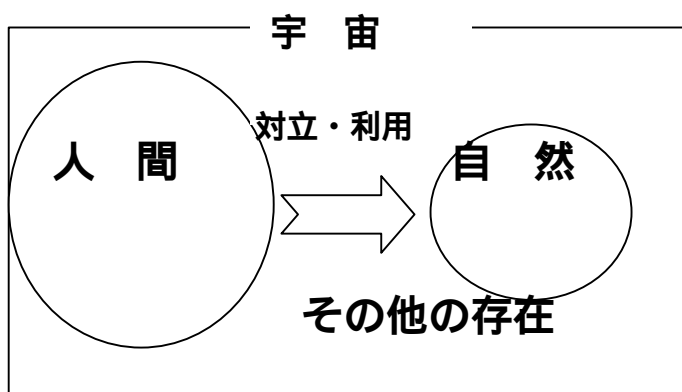 宇　宙
対立・利用
人　間
自　然
その他の存在